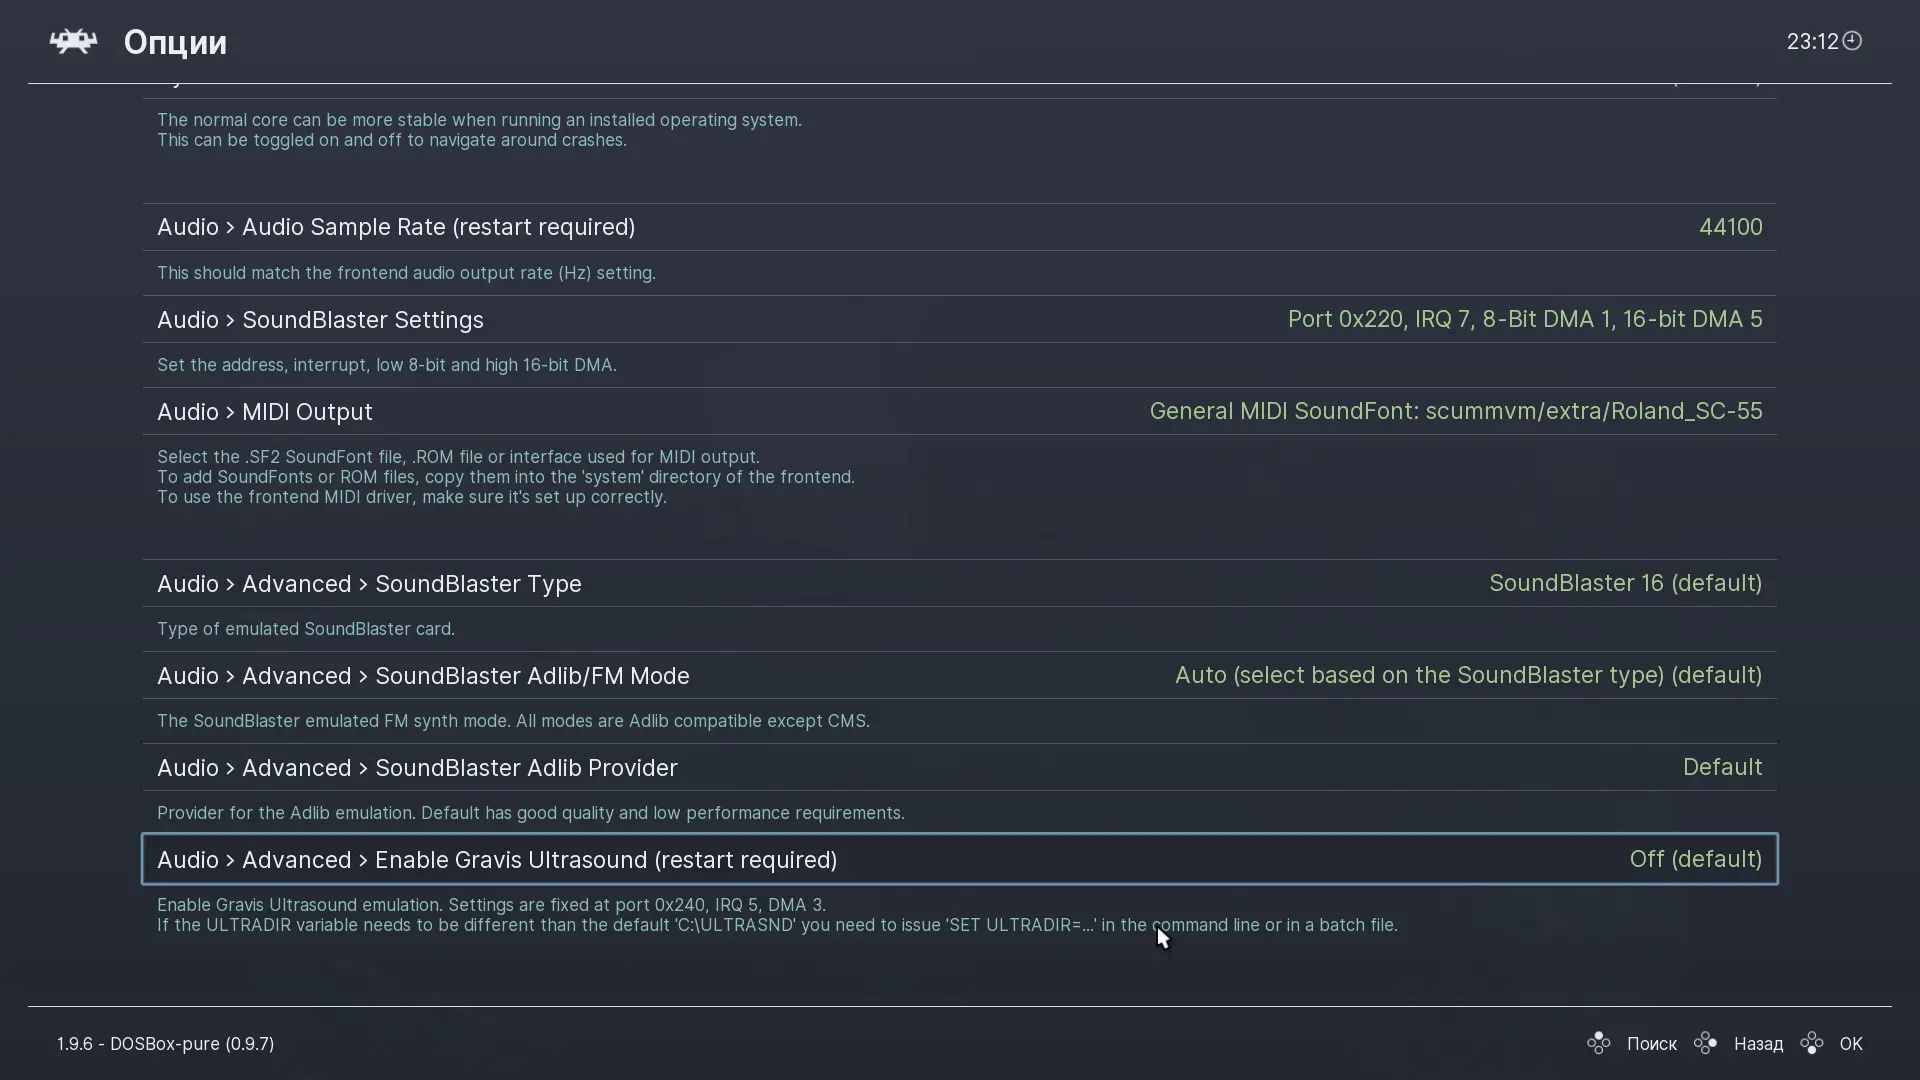 Опции
23:12
The normal core can be more stable when running an installed operating system.
This can be toggled on and off to navigate around crashes.
Audio > Audio Sample Rate (restart required)
44100
This should match the frontend audio output rate (Hz) setting.
Audio > SoundBlaster Settings
Port 0x220, IRQ 7, 8-Bit DMA 1, 16-bit DMA 5
Set the address, interrupt, low 8-bit and high 16-bit DMA.
Audio > MIDI Output
General MIDI SoundFont: scummvm/extra/Roland_SC-55
Select the .SF2 SoundFont file, .ROM file or interface used for MIDI output.
To add SoundFonts or ROM files, copy them into the 'system' directory of the frontend.
To use the frontend MIDI driver, make sure it's set up correctly.
Audio > Advanced > SoundBlaster Type
SoundBlaster 16 (default)
Type of emulated SoundBlaster card.
Audio > Advanced > SoundBlaster Adlib/FM Mode
Auto (select based on the SoundBlaster type) (default)
The SoundBlaster emulated FM synth mode. All modes are Adlib compatible except CMS.
Audio > Advanced > SoundBlaster Adlib Provider
Default
Provider for the Adlib emulation. Default has good quality and low performance requirements.
Audio > Advanced > Enable Gravis Ultrasound (restart required)
Off (default)
Enable Gravis Ultrasound emulation. Settings are fixed at port 0x240, IRQ 5, DMA 3.
If the ULTRADIR variable needs to be different than the default 'C:\ULTRASND' you need to issue 'SET ULTRADIR=...' in the command line or in a batch file.
1.9.6 - DOSBox-pure (0.9.7)
Поиск
Назад
OK